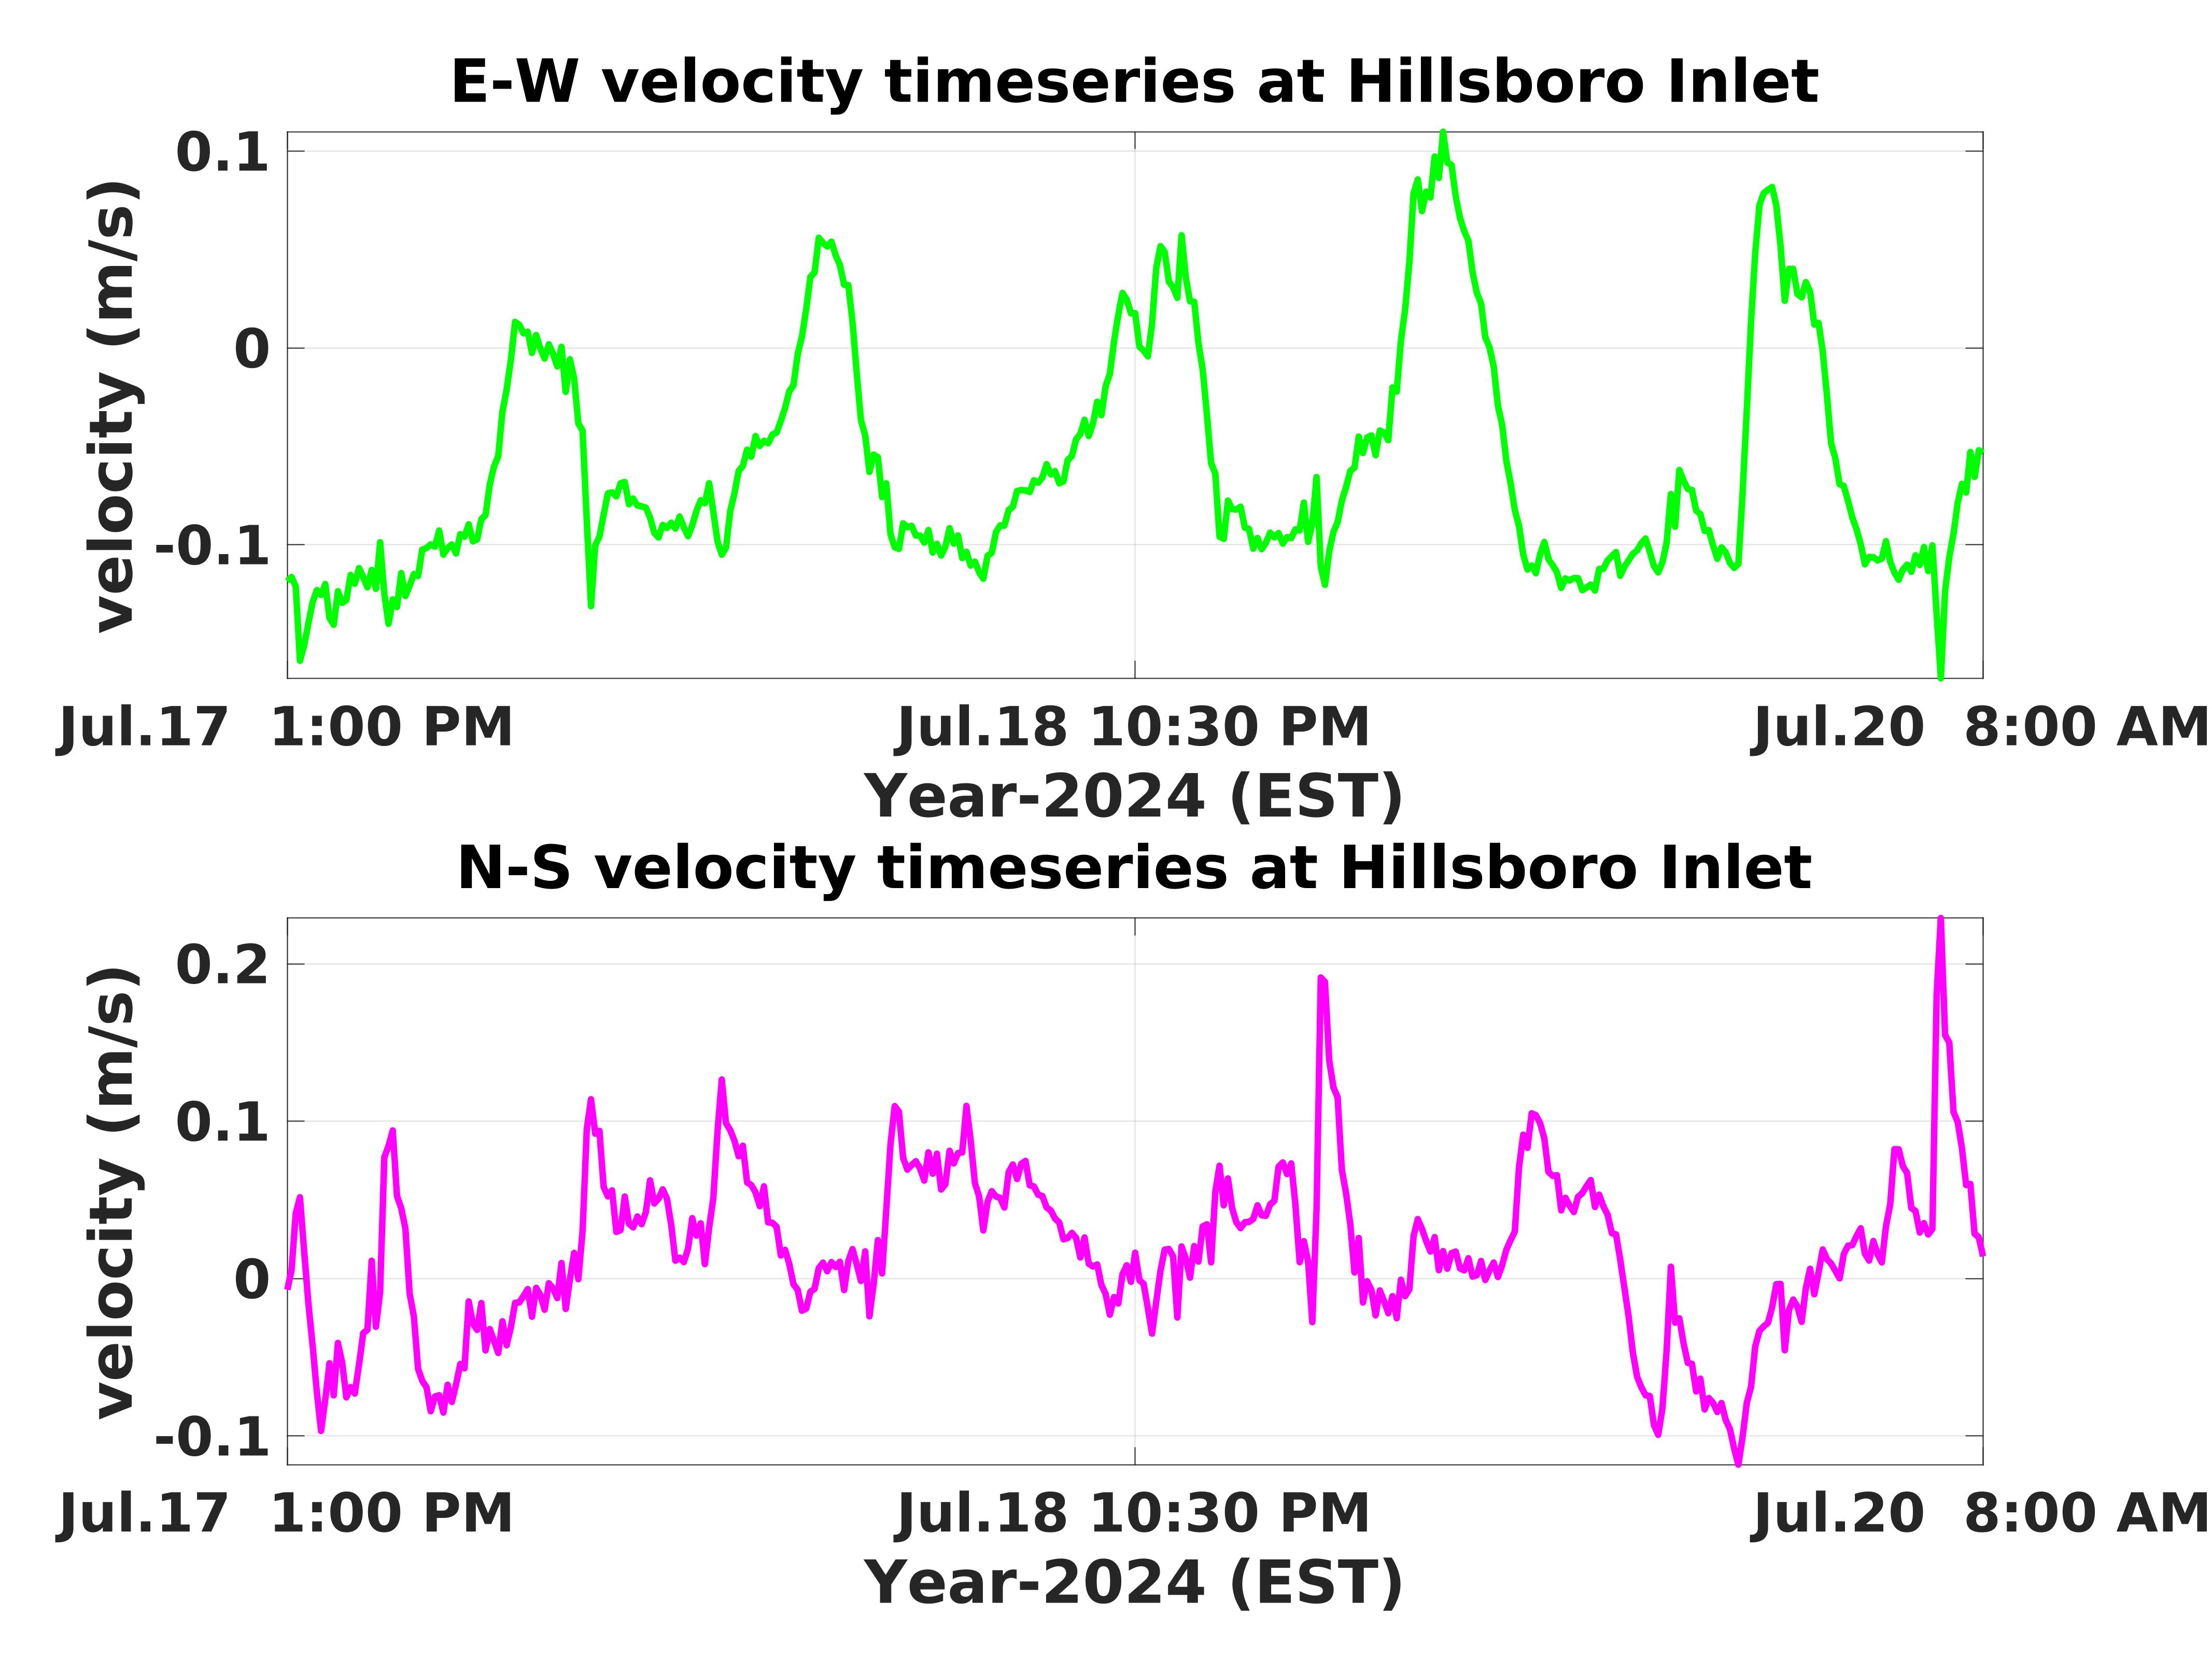 E-W velocity timeseries at Hillsboro Inlet
velocity (m/s)
0.1
0
-0.1
Jul.17 1:00 PM Jul.18 10:30 PM Jul.20 8:00 AM
Year-2024 (EST)
N-S velocity timeseries at Hillsboro Inlet
velocity (m/s)
0.2
0.1
0
-0.1
Jul.17 1:00 PM Jul.18 10:30 PM Jul.20 8:00 AM
Year-2024 (EST)